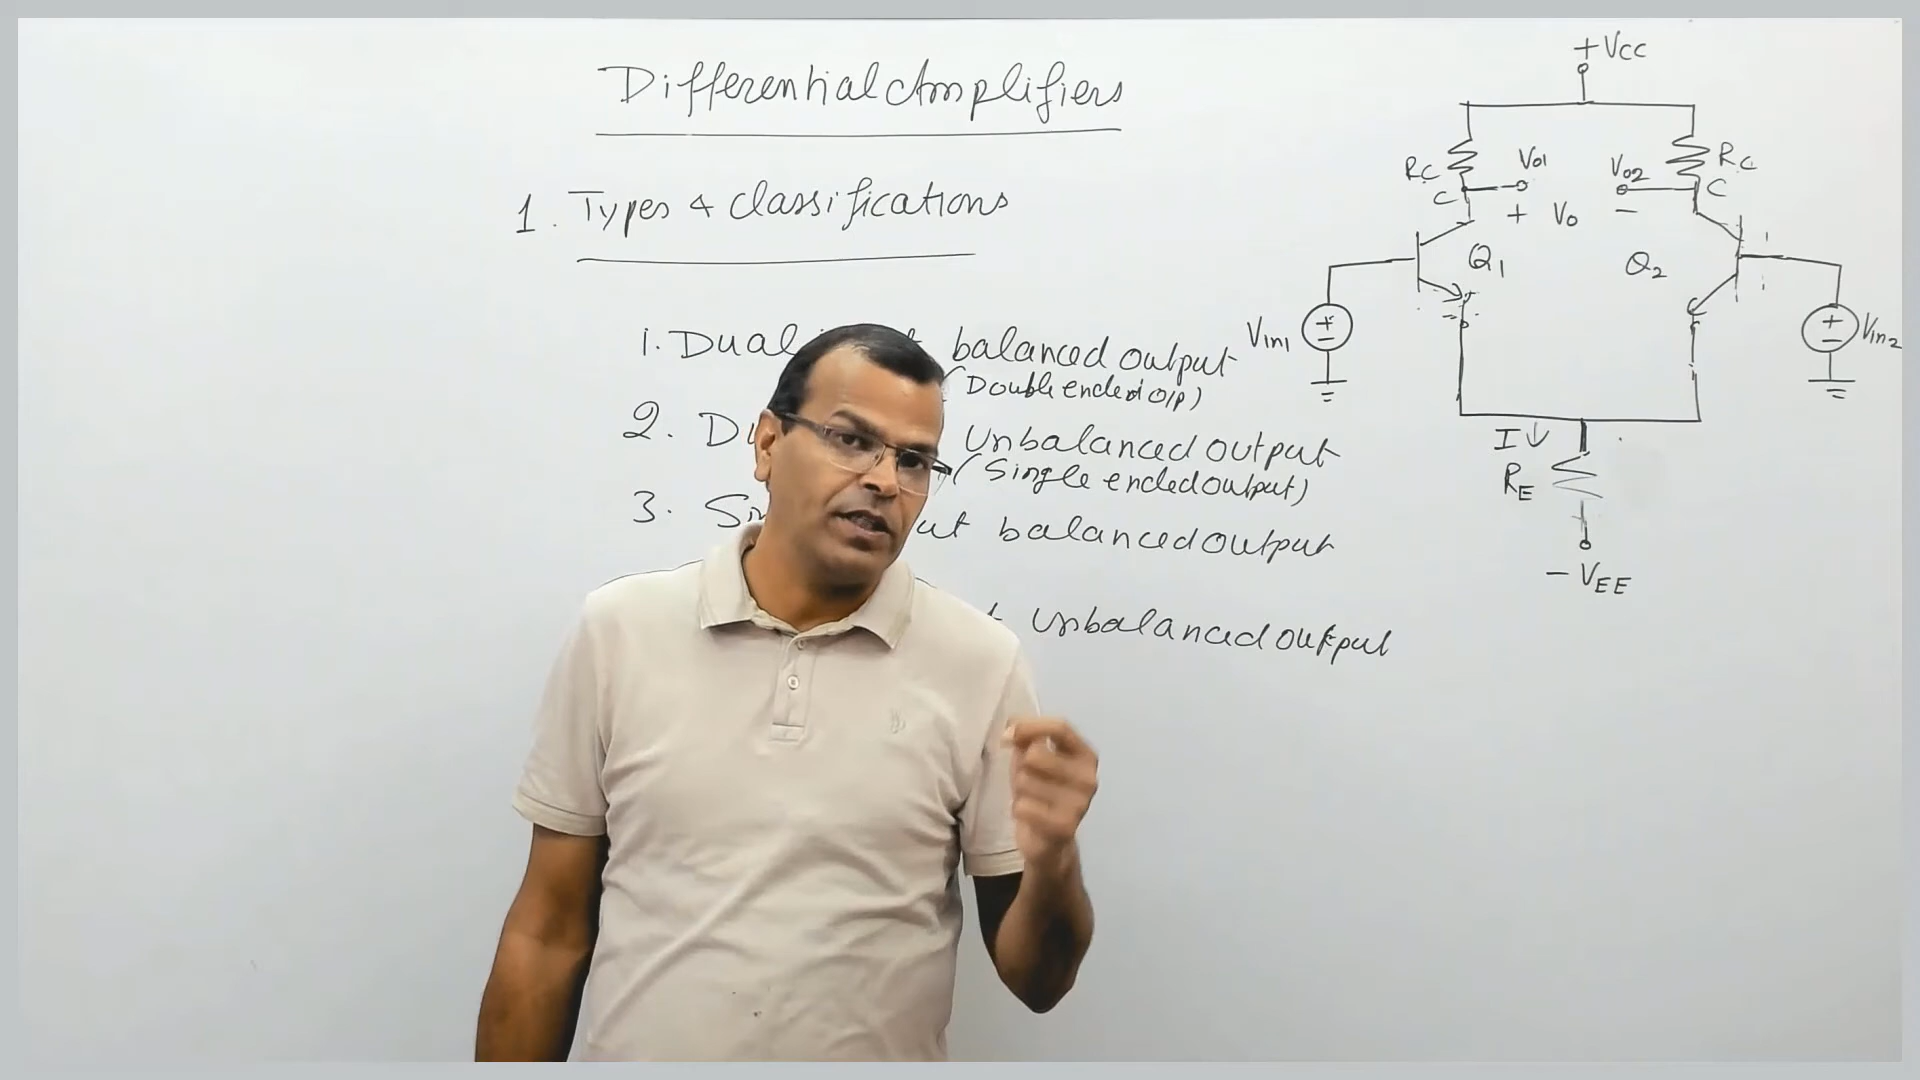 Differential Amplifiers
1. Types & classifications
1. Dual balanced output
(Double ended O/P)
2. Unbalanced output
(Single ended output)
3. balanced output
Unbalanced output
+VCC
RC
VO1
VO2
RC
C
C
+ VO -
Q1
Q2
Vin1
+
-
+
-
Vin2
I
RE
- VEE